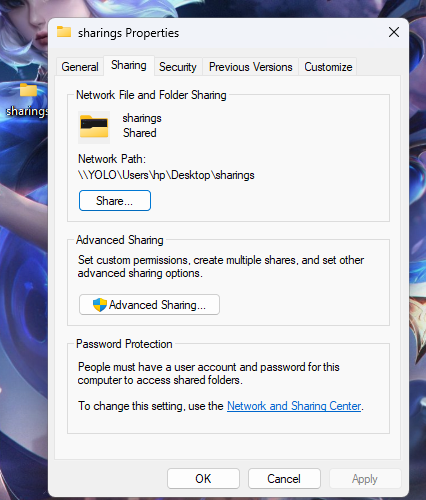 sharings Properties
General
Sharing
Security
Previous Versions
Customize
Network File and Folder Sharing
sharings
Shared
Network Path:
\\YOLO\Users\hp\Desktop\sharings
Share...
Advanced Sharing
Set custom permissions, create multiple shares, and set other
advanced sharing options.
Advanced Sharing...
Password Protection
People must have a user account and password for this
computer to access shared folders.
To change this setting, use the Network and Sharing Center.
OK
Cancel
Apply
sharings